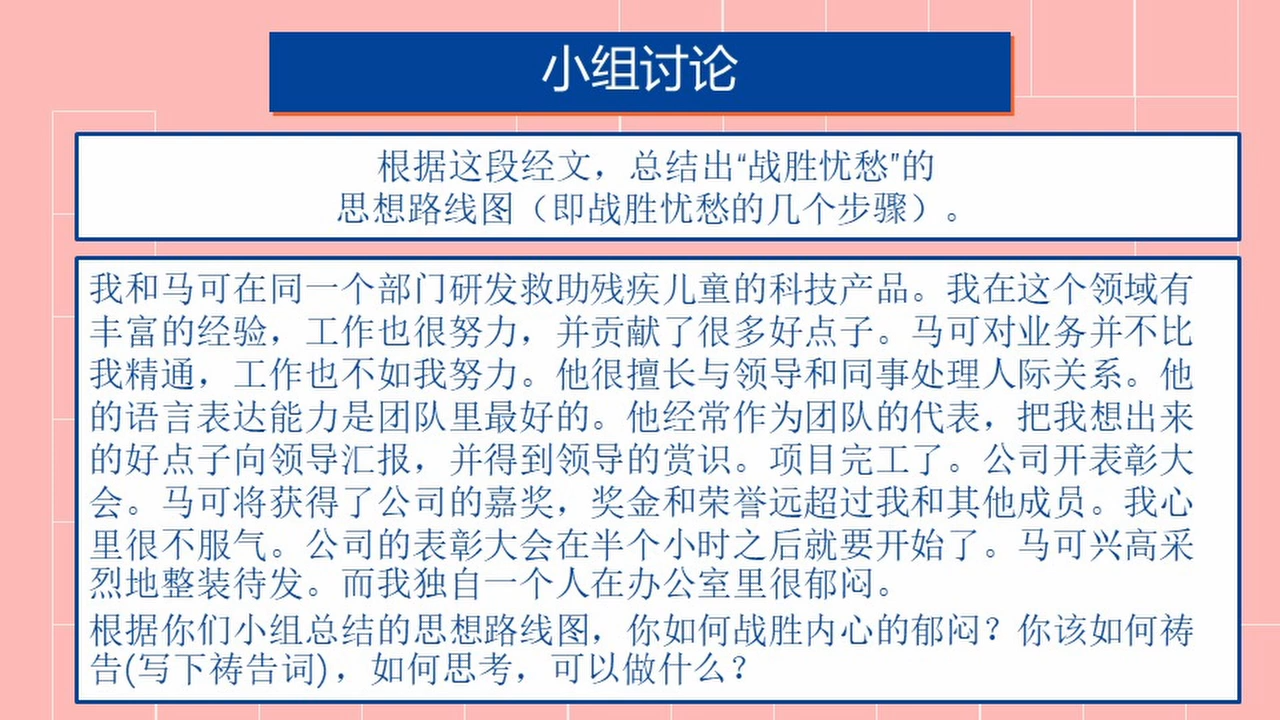 小组讨论
根据这段经文，总结出“战胜忧愁”的
思想路线图（即战胜忧愁的几个步骤）。
我和马可在同一个部门研发救助残疾儿童的科技产品。我在这个领域有
丰富的经验，工作也很努力，并贡献了很多好点子。马可对业务并不比
我精通，工作也不如我努力。他很擅长与领导和同事处理人际关系。他
的语言表达能力是团队里最好的。他经常作为团队的代表，把我想出来
的好点子向领导汇报，并得到领导的赏识。项目完工了。公司开表彰大
会。马可将获得了公司的嘉奖，奖金和荣誉远超过我和其他成员。我心
里很不服气。公司的表彰大会在半个小时之后就要开始了。马可兴高采
烈地整装待发。而我独自一个人在办公室里很郁闷。
根据你们小组总结的思想路线图，你如何战胜内心的郁闷？你该如何祷
告(写下祷告词)，如何思考，可以做什么？